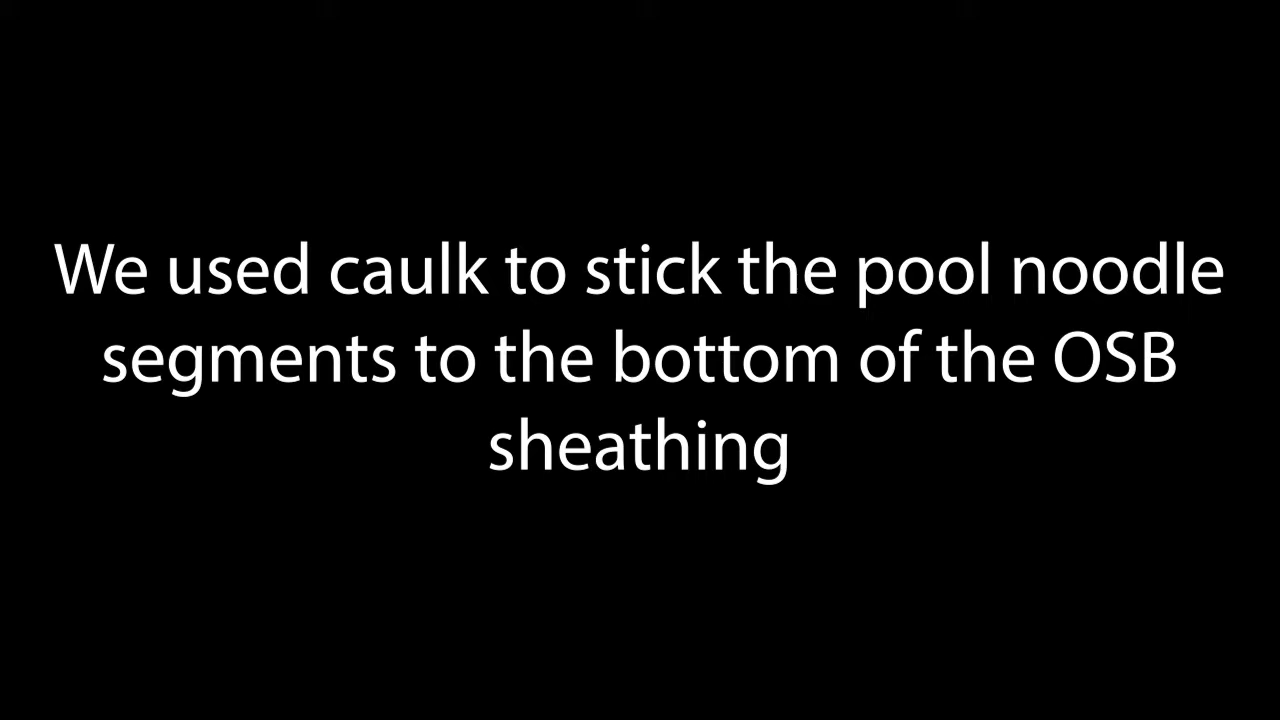 We used caulk to stick the pool noodle
segments to the bottom of the OSB
sheathing